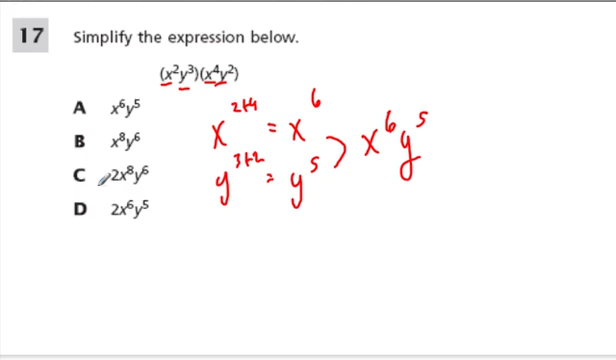 17 Simplify the expression below.
(x²y³)(x⁴y²)
A x⁶y⁵
B x⁸y⁶
C 2x⁸y⁶
D 2x⁶y⁵
x²⁺⁴ = x⁶
y³⁺² = y⁵ > x⁶y⁵